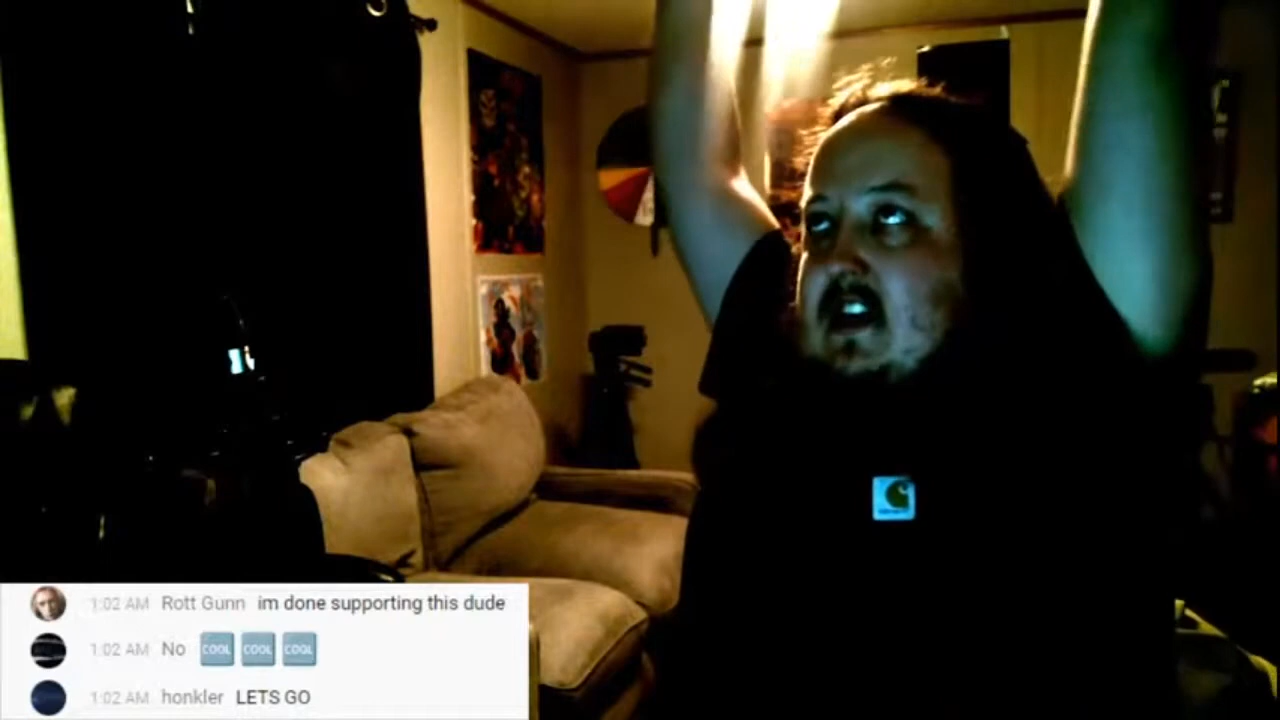 1:02 AM Rott Gunn im done supporting this dude
1:02 AM No COOL COOL COOL
1:02 AM honkler LETS GO